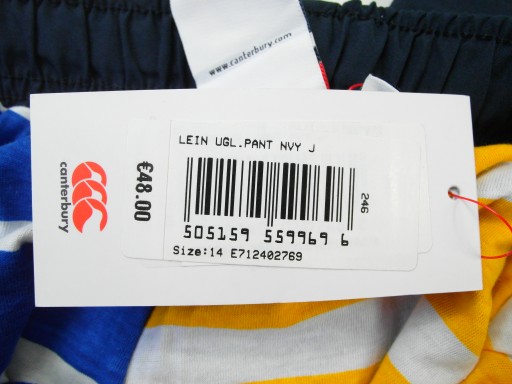 www.canterbury.com
LEIN UGL.PANT NVY J
246
505159 559969 6
Size:14 E712402769
€48.00
canterbury